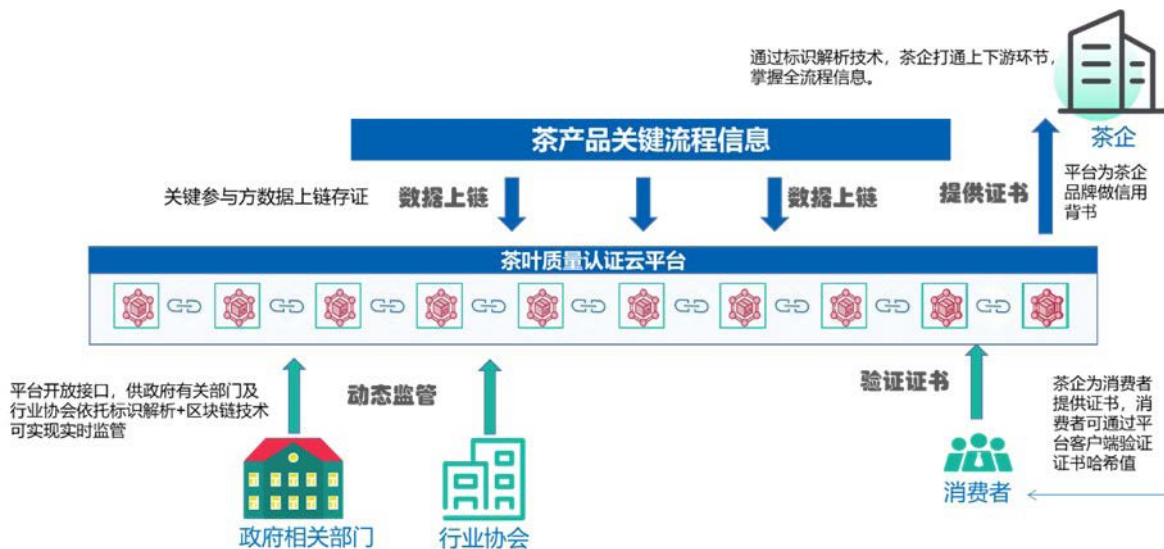 通过标识解析技术，茶企打通上下游环节，
掌握全流程信息。
茶企
茶产品关键流程信息
关键参与方数据上链存证
数据上链
数据上链
提供证书
平台为茶企
品牌做信用
背书
茶叶质量认证云平台
平台开放接口，供政府有关部门及
行业协会依托标识解析+区块链技术
可实现实时监管
动态监管
验证证书
茶企为消费者
提供证书，消
费者可通过平
台客户端验证
证书哈希值
政府相关部门
行业协会
消费者